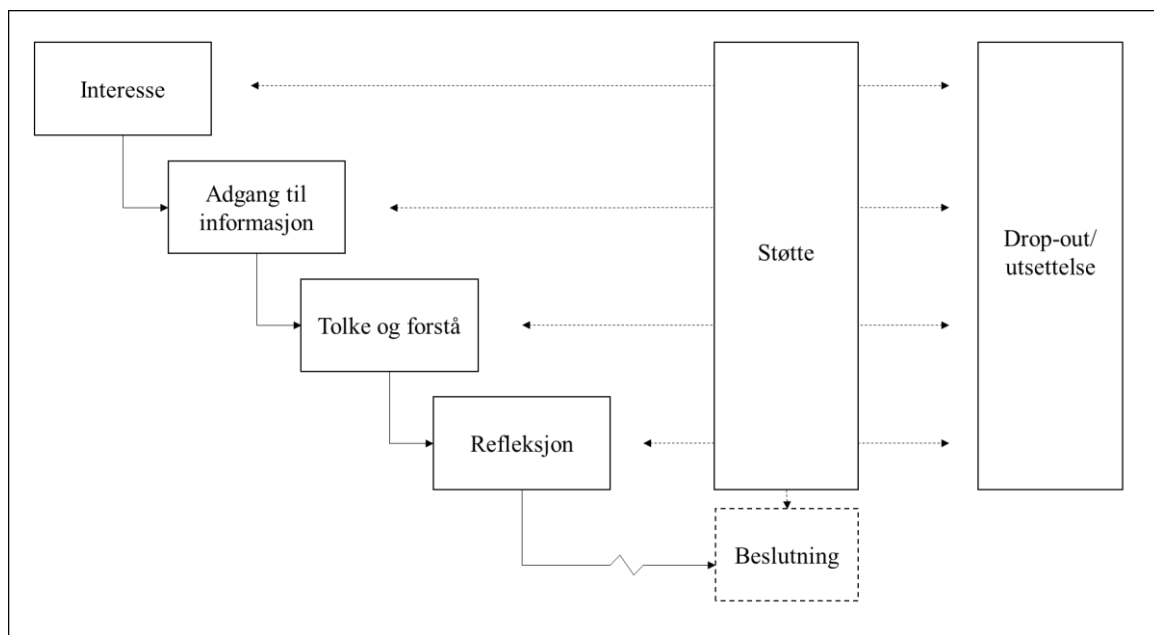 Interesse
Adgang til
informasjon
Tolke og forstå
Refleksjon
Støtte
Drop-out/
utsettelse
Beslutning